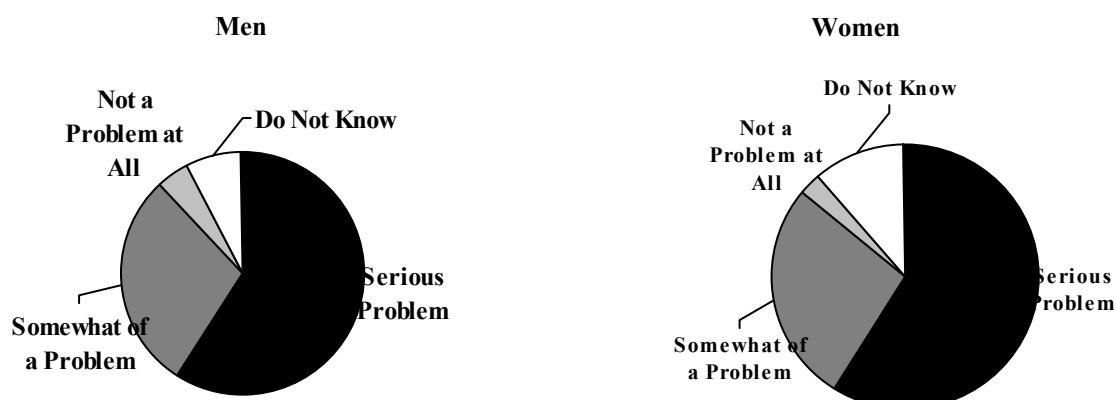 Men
Not a
Problem at
All
Do Not Know
Serious
Problem
Somewhat of
a Problem
Women
Do Not Know
Not a
Problem at
All
Serious
Problem
Somewhat of
a Problem